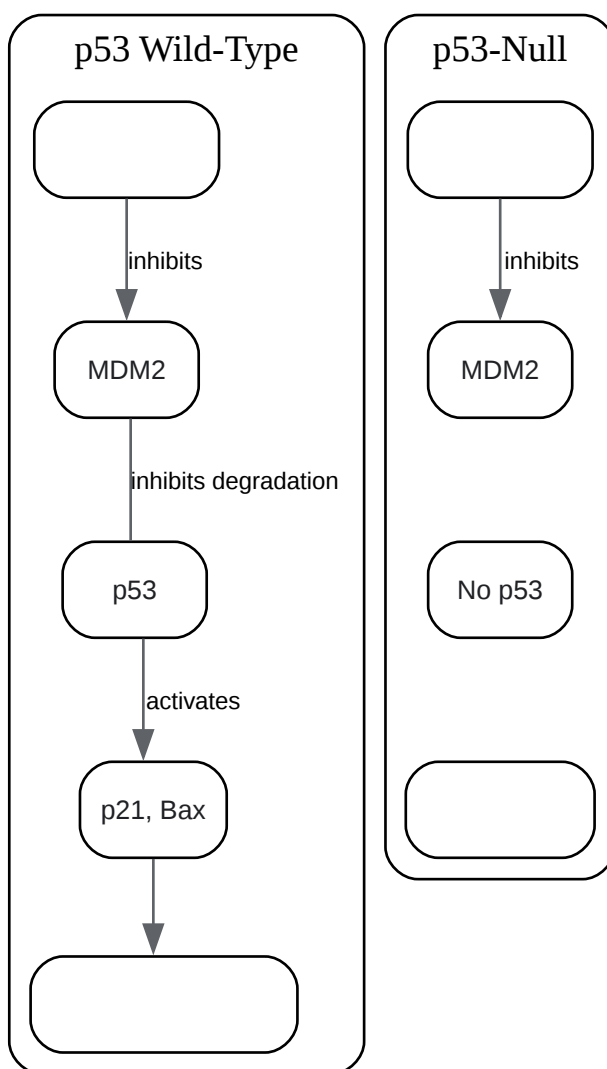 p53 Wild-Type
inhibits
MDM2
inhibits degradation
p53
activates
p21, Bax
p53-Null
inhibits
MDM2
No p53